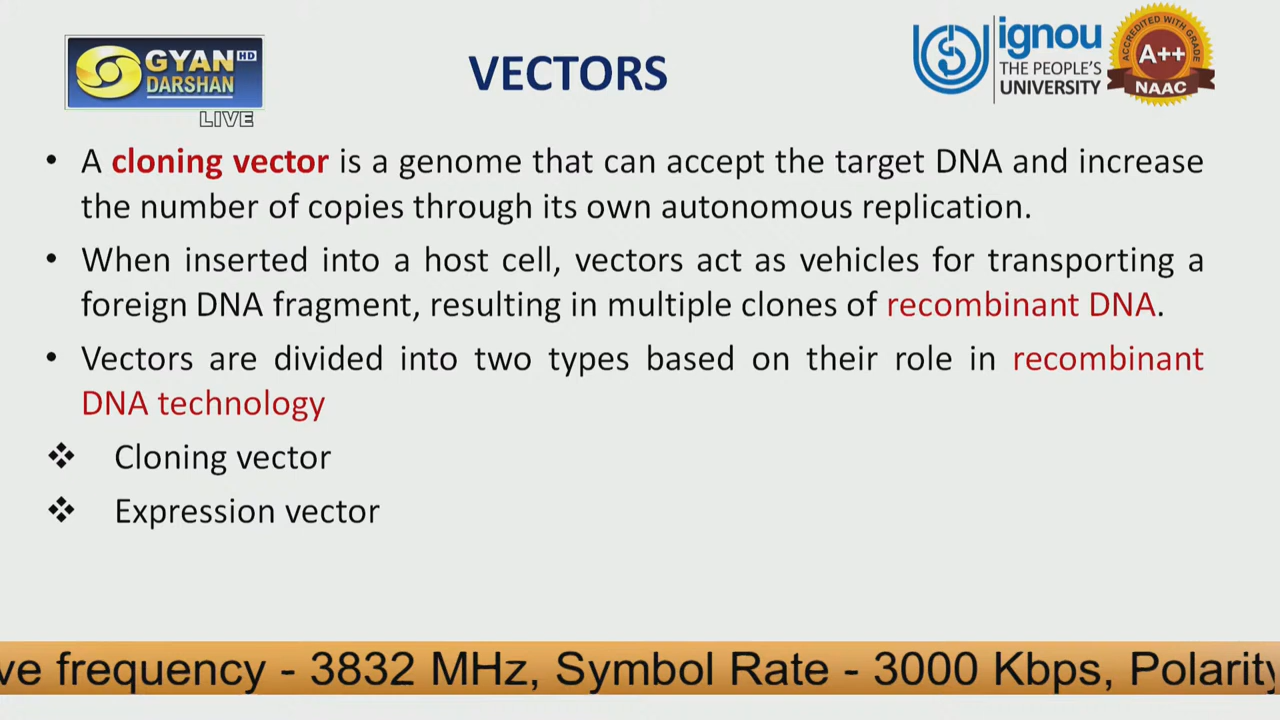 GYAN HD
DARSHAN
LIVE
VECTORS
ignou
THE PEOPLE'S
UNIVERSITY
ACCREDITED WITH GRADE
A++
NAAC
• A cloning vector is a genome that can accept the target DNA and increase
the number of copies through its own autonomous replication.
• When inserted into a host cell, vectors act as vehicles for transporting a
foreign DNA fragment, resulting in multiple clones of recombinant DNA.
• Vectors are divided into two types based on their role in recombinant
DNA technology
❖ Cloning vector
❖ Expression vector
ve frequency - 3832 MHz, Symbol Rate - 3000 Kbps, Polarity